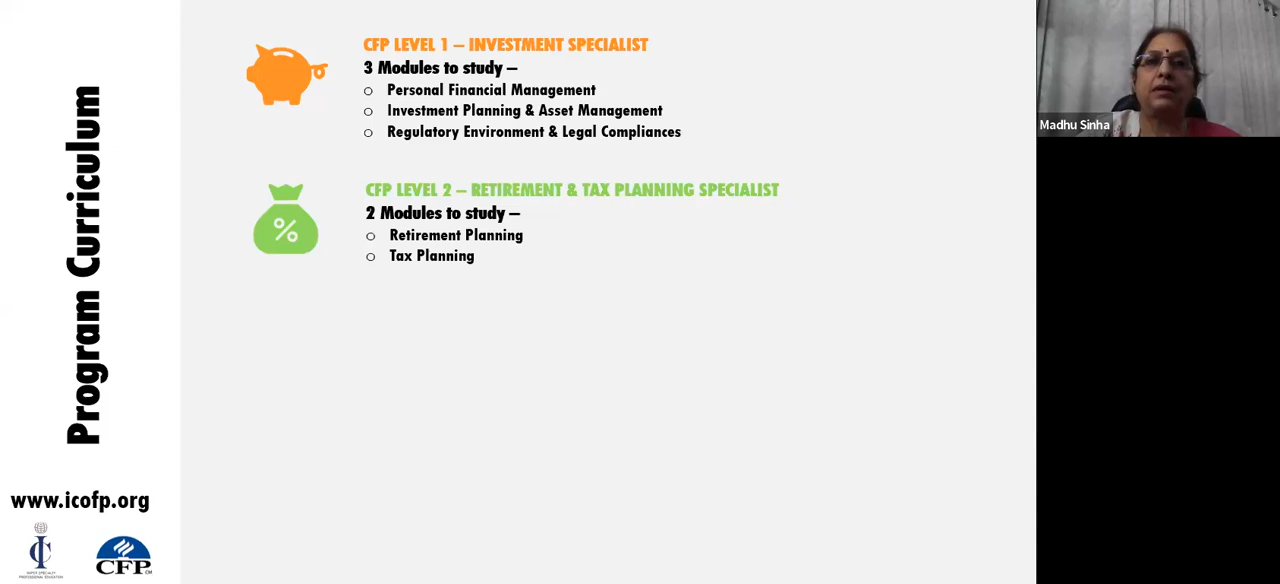 Program Curriculum
www.icofp.org
CFP
CFP LEVEL 1 – INVESTMENT SPECIALIST
3 Modules to study –
o Personal Financial Management
o Investment Planning & Asset Management
o Regulatory Environment & Legal Compliances
CFP LEVEL 2 – RETIREMENT & TAX PLANNING SPECIALIST
2 Modules to study –
o Retirement Planning
o Tax Planning
%
Madhu Sinha